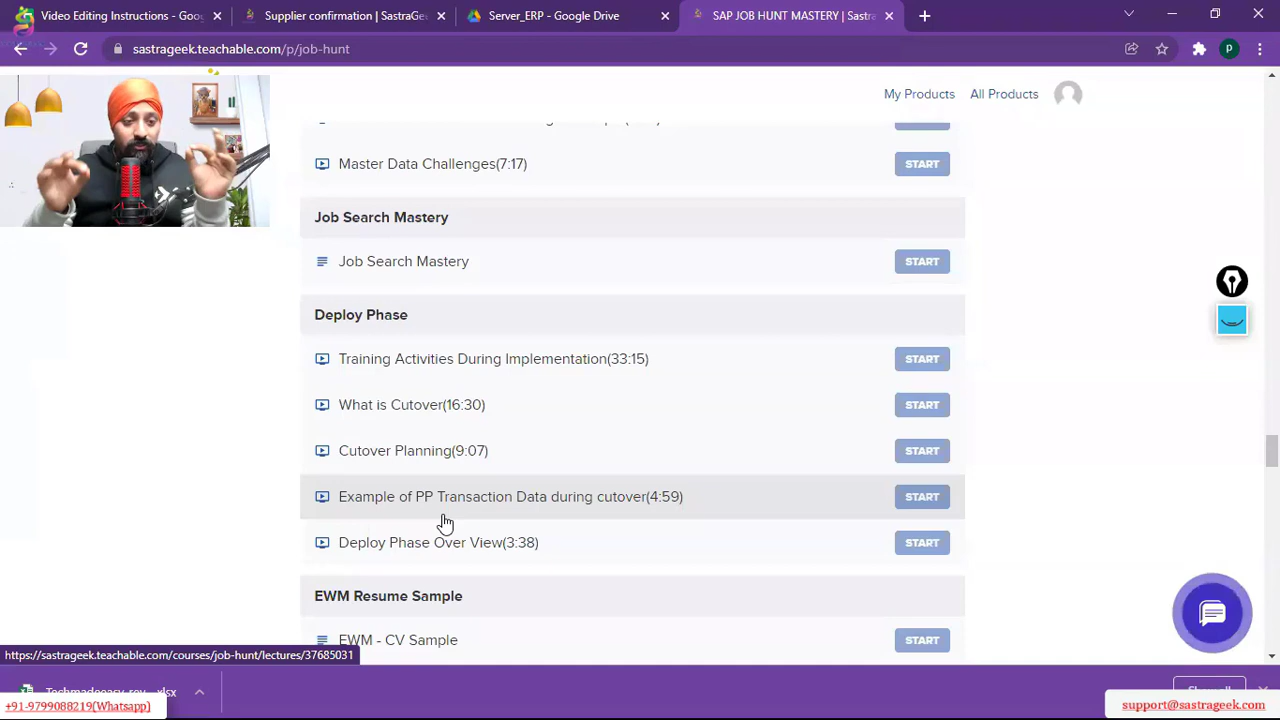 Video Editing Instructions - Goog
Supplier confirmation | SastraGe
Server_ERP - Google Drive
SAP JOB HUNT MASTERY | Sastr
sastrageek.teachable.com/p/job-hunt
P
My Products
All Products
START
Master Data Challenges(7:17)
START
Job Search Mastery
Job Search Mastery
START
Deploy Phase
Training Activities During Implementation(33:15)
START
What is Cutover(16:30)
START
Cutover Planning(9:07)
START
Example of PP Transaction Data during cutover(4:59)
START
Deploy Phase Over View(3:38)
START
EWM Resume Sample
EWM - CV Sample
START
https://sastrageek.teachable.com/courses/job-hunt/lectures/37685031
+91-9799088219(Whatsapp)
support@sastrageek.com